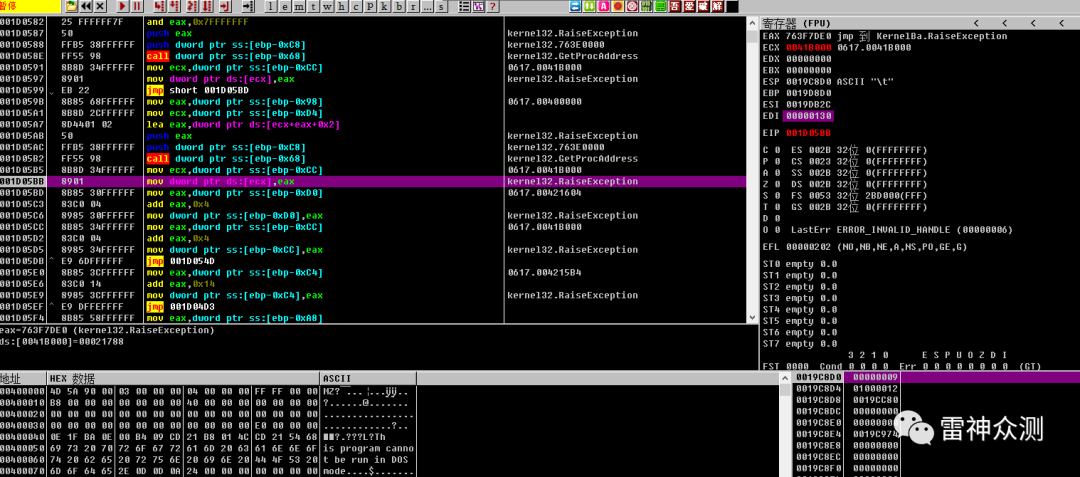 暂停 l e m t w h c P k b z r ... s ?
吾 爱 破 解
001D0582 25 FFFFFF7F and eax,0x7FFFFFFF
001D0587 50 push eax kernel32.RaiseException
001D0588 FFB5 38FFFFFF push dword ptr ss:[ebp-0xC8] kernel32.763E0000
001D058E FF55 98 call dword ptr ss:[ebp-0x68] kernel32.GetProcAddress
001D0591 8B8D 34FFFFFF mov ecx,dword ptr ss:[ebp-0xCC] 0617.0041B000
001D0597 8901 mov dword ptr ds:[ecx],eax kernel32.RaiseException
001D0599 EB 22 jmp short 001D05BD
001D059B 8B85 68FFFFFF mov eax,dword ptr ss:[ebp-0x98] 0617.00400000
001D05A1 8B8D 2CFFFFFF mov ecx,dword ptr ss:[ebp-0xD4]
001D05A7 8D4401 02 lea eax,dword ptr ds:[ecx+eax+0x2]
001D05AB 50 push eax kernel32.RaiseException
001D05AC FFB5 38FFFFFF push dword ptr ss:[ebp-0xC8] kernel32.763E0000
001D05B2 FF55 98 call dword ptr ss:[ebp-0x68] kernel32.GetProcAddress
001D05B5 8B8D 34FFFFFF mov ecx,dword ptr ss:[ebp-0xCC] 0617.0041B000
001D05BB 8901 mov dword ptr ds:[ecx],eax kernel32.RaiseException
001D05BD 8B85 30FFFFFF mov eax,dword ptr ss:[ebp-0xD0] 0617.00421604
001D05C3 83C0 04 add eax,0x4
001D05C6 8985 30FFFFFF mov dword ptr ss:[ebp-0xD0],eax kernel32.RaiseException
001D05CC 8B85 34FFFFFF mov eax,dword ptr ss:[ebp-0xCC] 0617.0041B000
001D05D2 83C0 04 add eax,0x4
001D05D5 8985 34FFFFFF mov dword ptr ss:[ebp-0xCC],eax kernel32.RaiseException
001D05DB ^ E9 6DFFFFFF jmp 001D054D
001D05E0 8B85 3CFFFFFF mov eax,dword ptr ss:[ebp-0xC4] 0617.004215B4
001D05E6 83C0 14 add eax,0x14
001D05E9 8985 3CFFFFFF mov dword ptr ss:[ebp-0xC4],eax kernel32.RaiseException
001D05EF ^ E9 DFFEFFFF jmp 001D04D3
001D05F4 8B85 58FFFFFF mov eax,dword ptr ss:[ebp-0xA8]
eax=763F7DE0 (kernel32.RaiseException)
ds:[0041B000]=00021788
寄存器 (FPU) < < < <
EAX 763F7DE0 jmp 到 KernelBa.RaiseException
ECX 0041B000 0617.0041B000
EDX 00000000
EBX 00000000
ESP 0019C8D0 ASCII "\t"
EBP 0019D8D0
ESI 0019DB2C
EDI 00000130
EIP 001D05BB
C 0 ES 002B 32位 0(FFFFFFFF)
P 0 CS 0023 32位 0(FFFFFFFF)
A 0 SS 002B 32位 0(FFFFFFFF)
Z 0 DS 002B 32位 0(FFFFFFFF)
S 0 FS 0053 32位 2BD000(FFF)
T 0 GS 002B 32位 0(FFFFFFFF)
D 0
O 0 LastErr ERROR_INVALID_HANDLE (00000006)
EFL 00000202 (NO,NB,NE,A,NS,PO,GE,G)
ST0 empty 0.0
ST1 empty 0.0
ST2 empty 0.0
ST3 empty 0.0
ST4 empty 0.0
ST5 empty 0.0
ST6 empty 0.0
ST7 empty 0.0
3 2 1 0 E S P U O Z D I
FST 0000 Cond 0 0 0 0 Err 0 0 0 0 0 0 0 0 (GT)
地址 HEX 数据 ASCII
00400000 4D 5A 90 00 03 00 00 00 04 00 00 00 FF FF 00 00
00400010 B8 00 00 00 00 00 00 00 40 00 00 00 00 00 00 00 ?.......@.......
00400020 00 00 00 00 00 00 00 00 00 00 00 00 00 00 00 00 ................
00400030 00 00 00 00 00 00 00 00 00 00 00 00 E0 00 00 00 ............?...
00400040 0E 1F BA 0E 00 B4 09 CD 21 B8 01 4C CD 21 54 68
00400050 69 73 20 70 72 6F 67 72 61 6D 20 63 61 6E 6E 6F is program canno
00400060 74 20 62 65 20 72 75 6E 20 69 6E 20 44 4F 53 20 t be run in DOS
00400070 6D 6F 64 65 2E 0D 0D 0A 24 00 00 00 00 00 00 00 mode....$.......
0019C8D0 00000009
0019C8D4 01000012
0019C8D8 0019CC80
0019C8DC 00000000
0019C8E0 00000000
0019C8E4 0019C974
0019C8E8 00000000
0019C8EC 00000000
0019C8F0 00000000
雷神众测